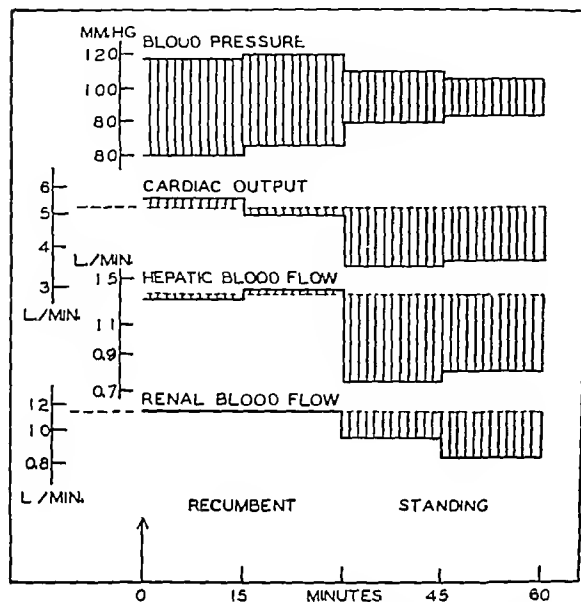 MM.HG
BLOOD PRESSURE
120
100
80
80
CARDIAC OUTPUT
6
5
4
3
L/MIN.
HEPATIC BLOOD FLOW
1.5
1.1
0.9
0.7
L/MIN.
RENAL BLOOD FLOW
1.2
1.0
0.8
L/MIN.
RECUMBENT STANDING
0 15 MINUTES 45 60